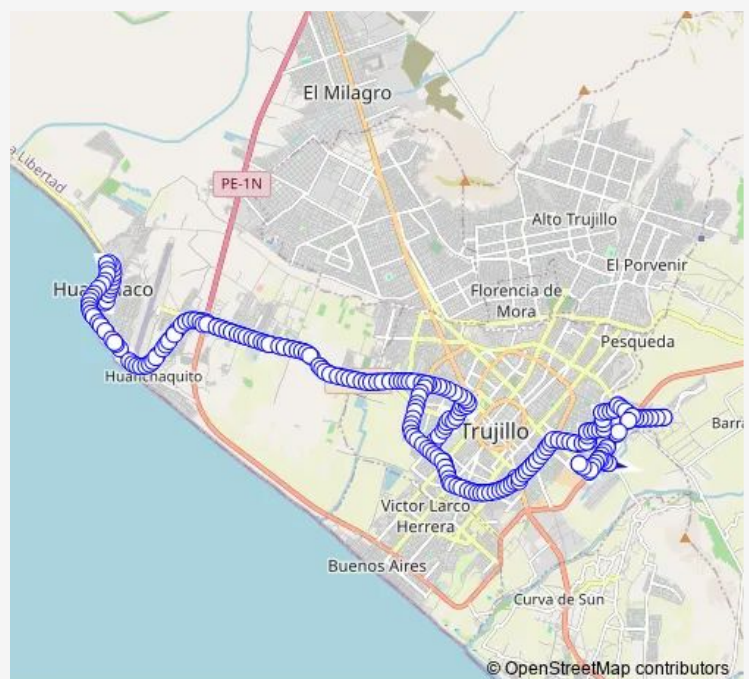 El Milagro
a Libertad
PE-1N
Alto Trujillo
El Porvenir
Huanchaco
Florencia de
Mora
Pesqueda
Huanchaquito
Barra
Trujillo
Victor Larco
Herrera
Buenos Aires
Curva de Sun
© OpenStreetMap contributors